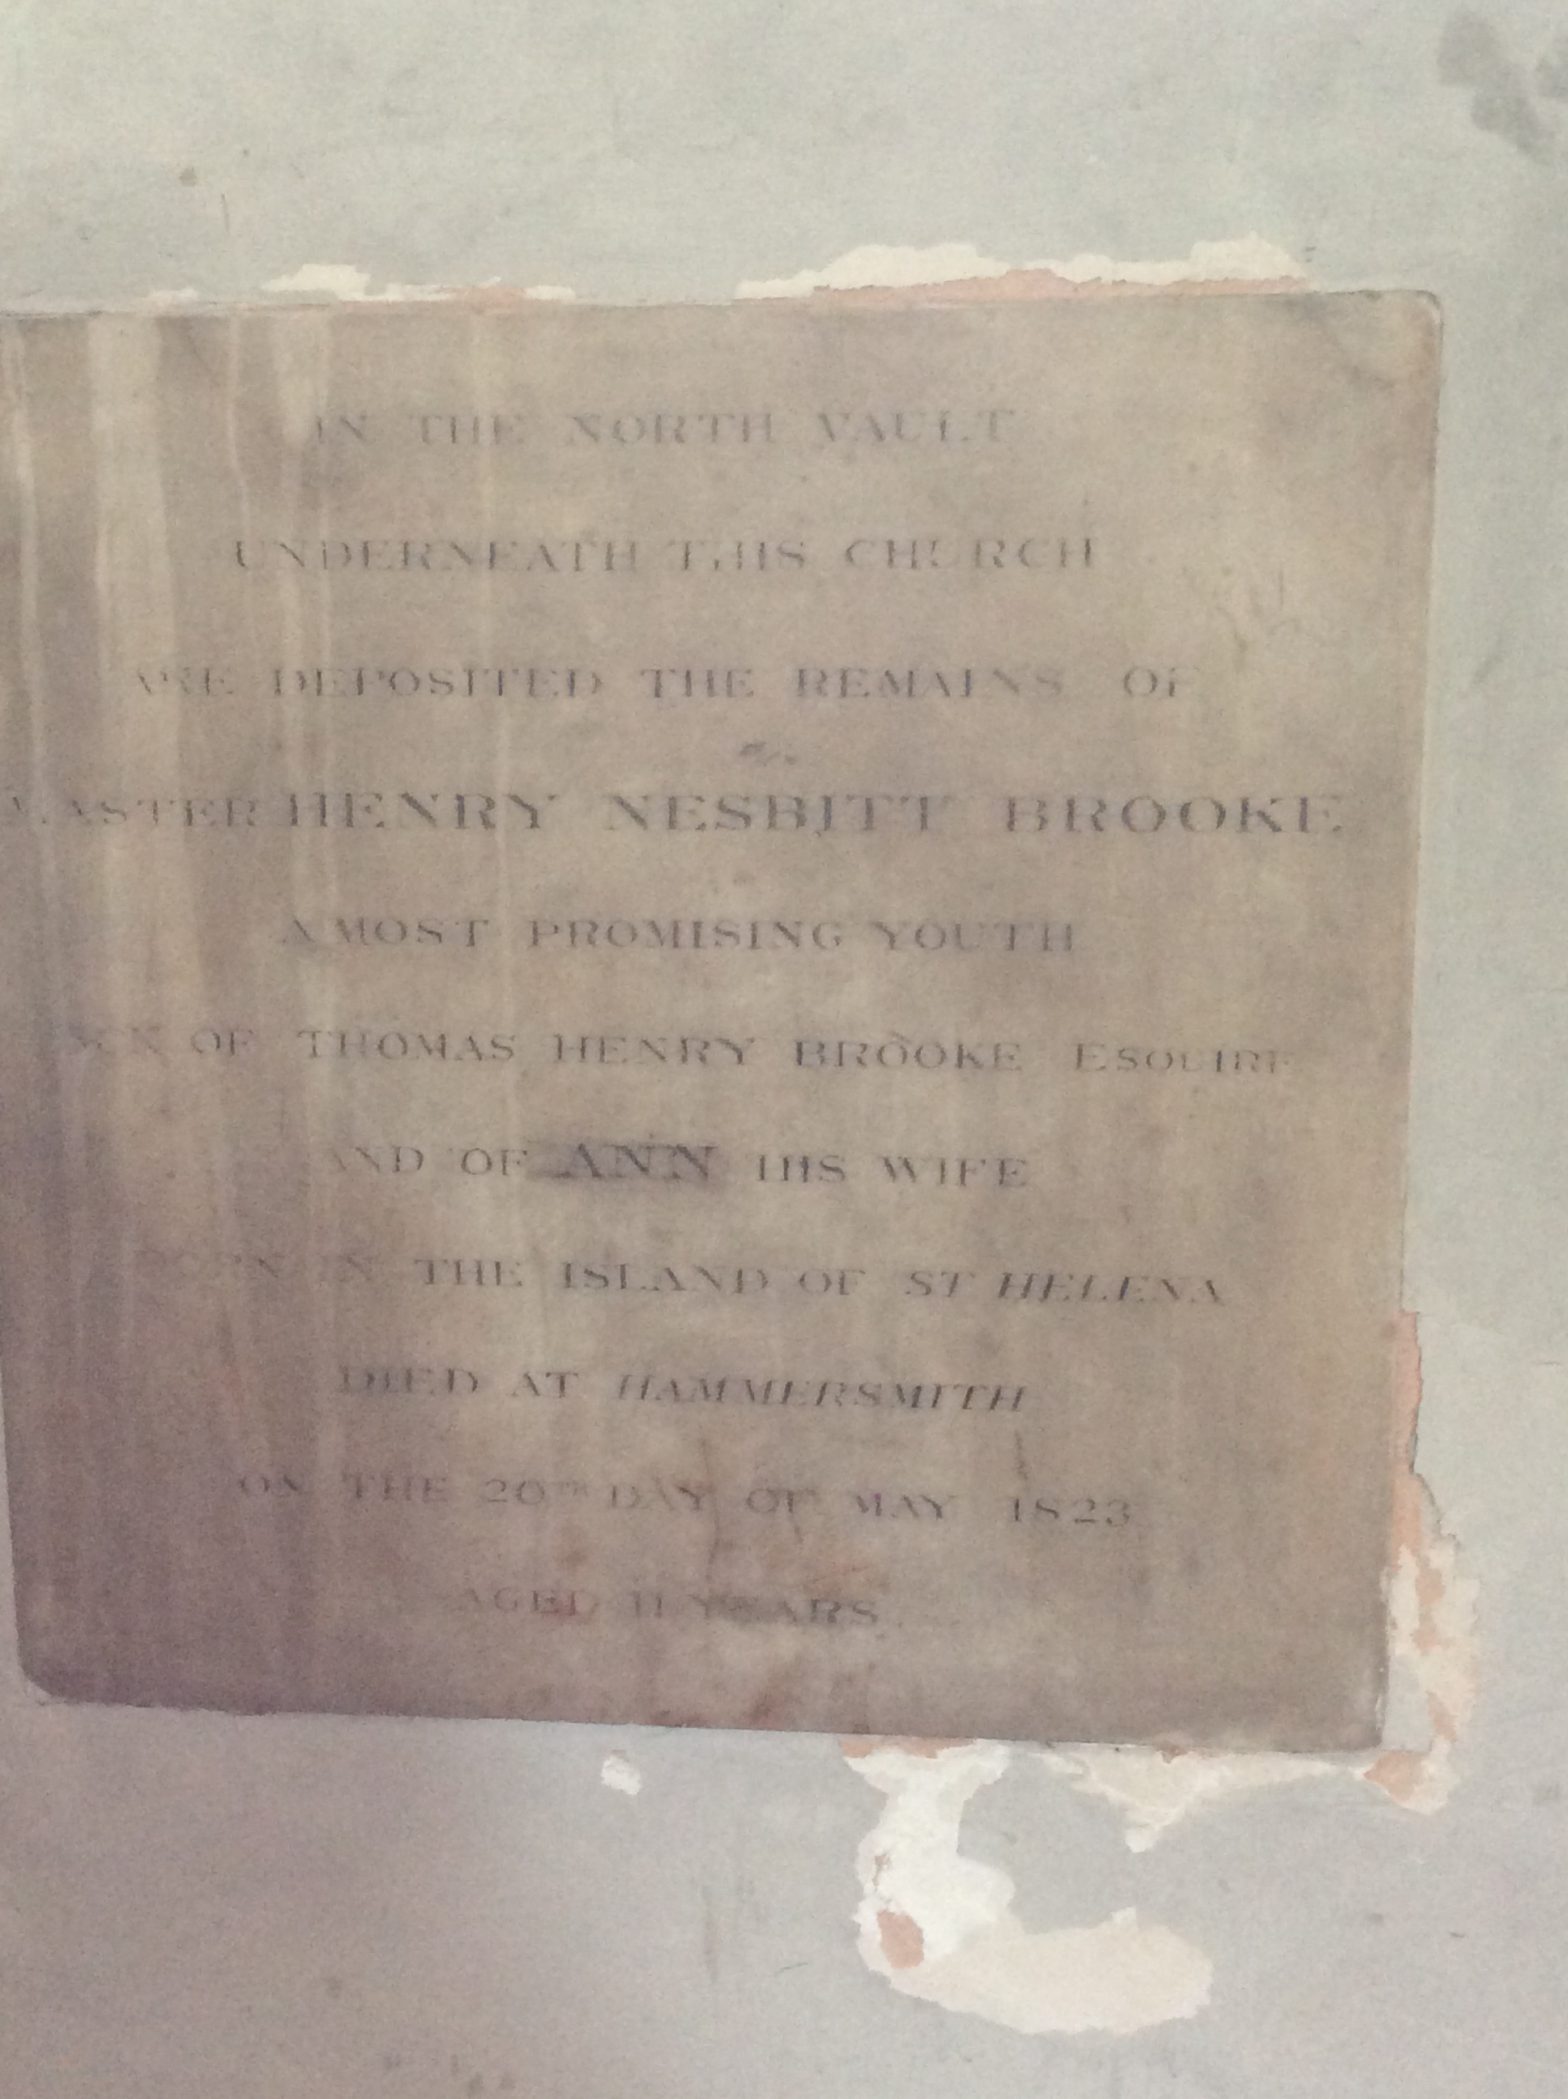 IN THE NORTH VAULT
UNDERNEATH THIS CHURCH
ARE DEPOSITED THE REMAINS OF
MASTER HENRY NESBITT BROOKE
A MOST PROMISING YOUTH
SON OF THOMAS HENRY BROOKE ESQUIRE
AND OF ANN HIS WIFE
BORN IN THE ISLAND OF ST HELENA
DIED AT HAMMERSMITH
ON THE 20TH DAY OF MAY 1823
AGED 11 YEARS